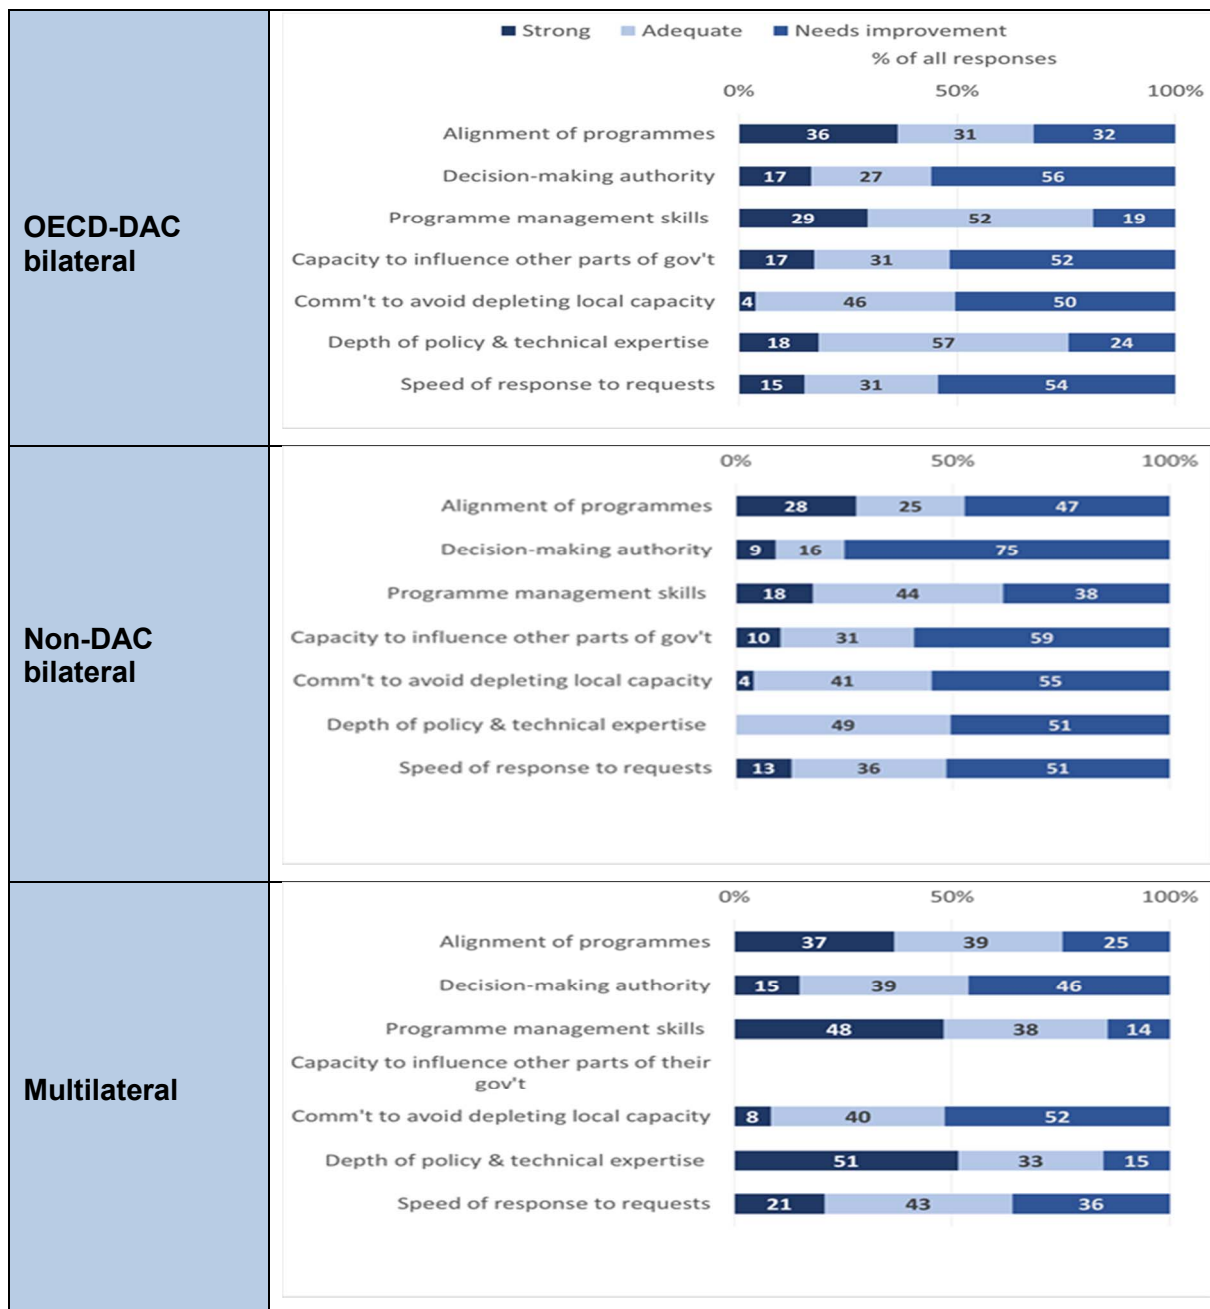 Strong Adequate Needs improvement
% of all responses
0% 50% 100%
OECD-DAC
bilateral
Alignment of programmes 36 31 32
Decision-making authority 17 27 56
Programme management skills 29 52 19
Capacity to influence other parts of gov't 17 31 52
Comm't to avoid depleting local capacity 4 46 50
Depth of policy & technical expertise 18 57 24
Speed of response to requests 15 31 54
0% 50% 100%
Non-DAC
bilateral
Alignment of programmes 28 25 47
Decision-making authority 9 16 75
Programme management skills 18 44 38
Capacity to influence other parts of gov't 10 31 59
Comm't to avoid depleting local capacity 4 41 55
Depth of policy & technical expertise 49 51
Speed of response to requests 13 36 51
0% 50% 100%
Multilateral
Alignment of programmes 37 39 25
Decision-making authority 15 39 46
Programme management skills 48 38 14
Capacity to influence other parts of their
gov't
Comm't to avoid depleting local capacity 8 40 52
Depth of policy & technical expertise 51 33 15
Speed of response to requests 21 43 36